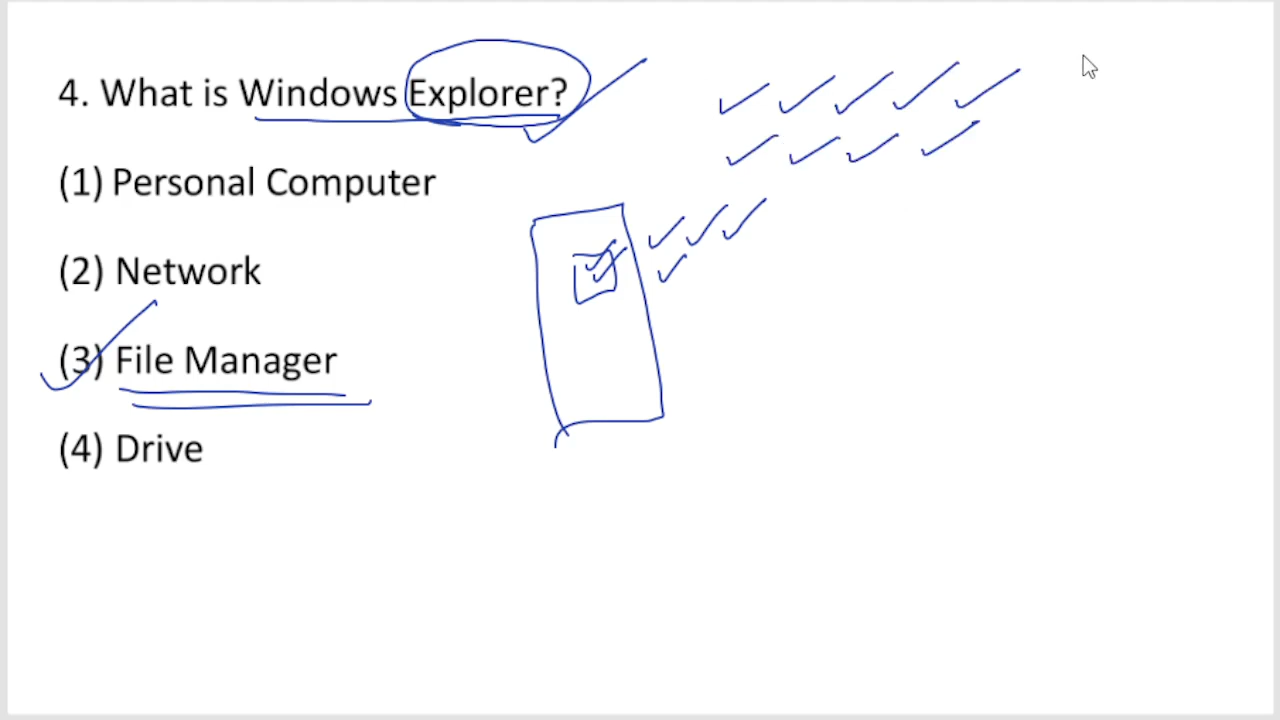 4. What is Windows Explorer?
(1) Personal Computer
(2) Network
(3) File Manager
(4) Drive